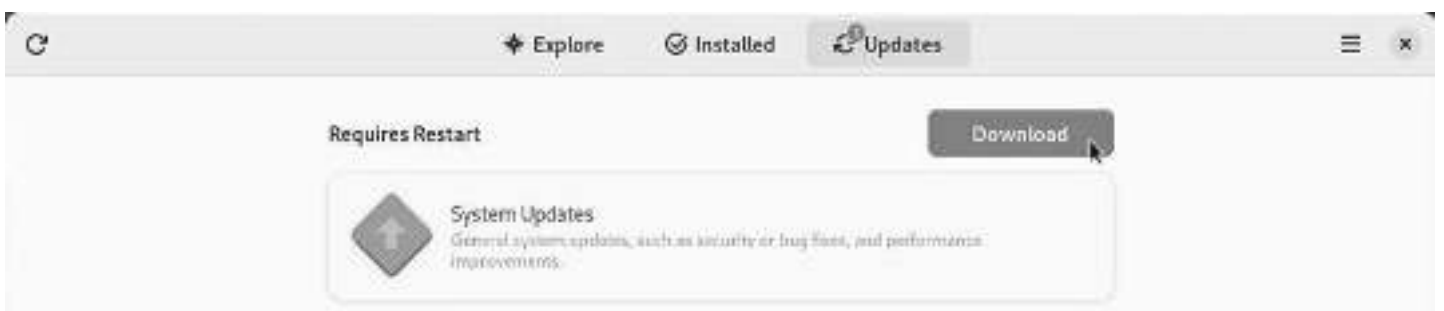 Explore
Installed
Updates
Requires Restart
Download
System Updates
General system updates, such as security or bug fixes, and performance
improvements.